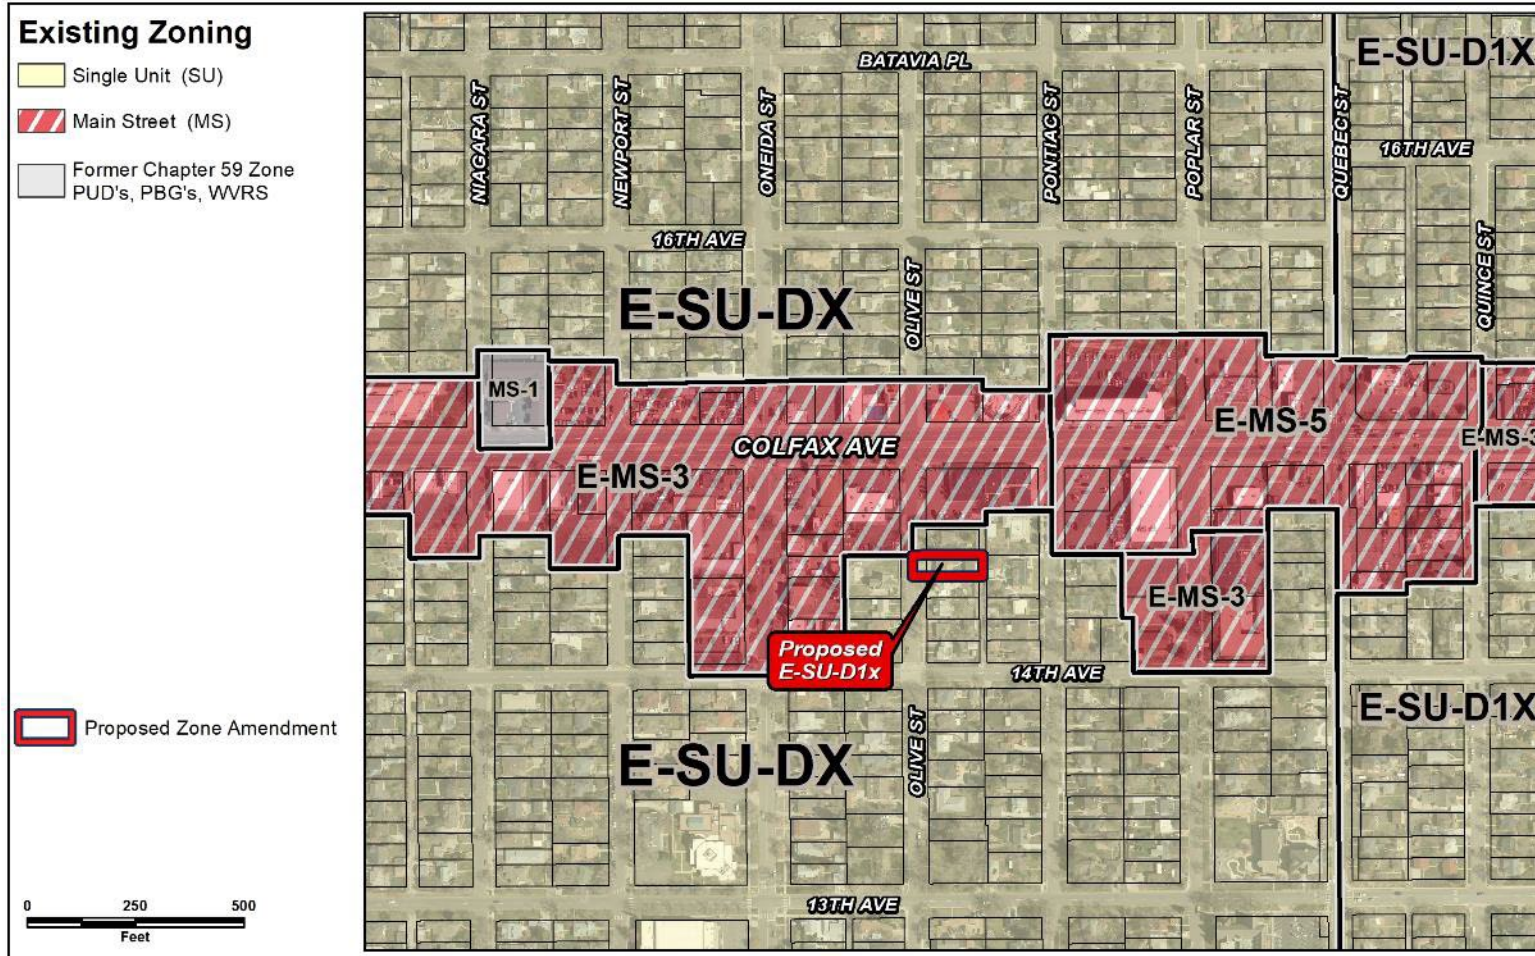 Existing Zoning
Single Unit (SU)
Main Street (MS)
Former Chapter 59 Zone
PUD's, PBG's, WVRS
Proposed Zone Amendment
0 250 500
Feet
BATAVIA PL
E-SU-D1X
NIAGARA ST
NEWPORT ST
ONEIDA ST
PONTIAC ST
POPLAR ST
QUEBEC ST
16TH AVE
16TH AVE
OLIVE ST
QUINCE ST
E-SU-DX
MS-1
COLFAX AVE
E-MS-5
E-MS-3
E-MS-3
E-MS-3
Proposed
E-SU-D1x
14TH AVE
E-SU-DX
OLIVE ST
E-SU-D1X
13TH AVE